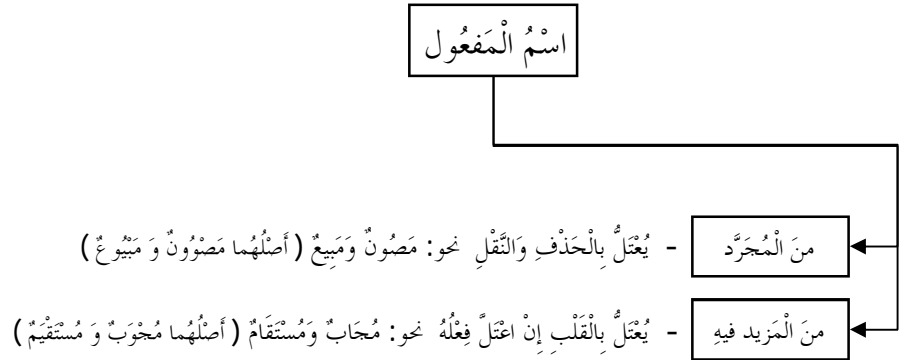 اسْمُ الْمَفعُول
منَ الْمُجَرَّد - يُعْتَلُّ بِالْحَذْفِ وَالنَّقْلِ نحو: مَصُونٌ وَمَبِيعٌ ( أَصْلُهُما مَصْوُونٌ وَ مَبْيُوعٌ )
منَ الْمَزيد فيهِ - يُعْتَلُّ بِالْقَلْبِ إِنْ اعْتَلَّ فِعْلُهُ نحو: مُجَابٌ وَمُسْتَقَامٌ ( أَصْلُهُما مُجْوَبٌ وَ مُسْتَقْيَمٌ )